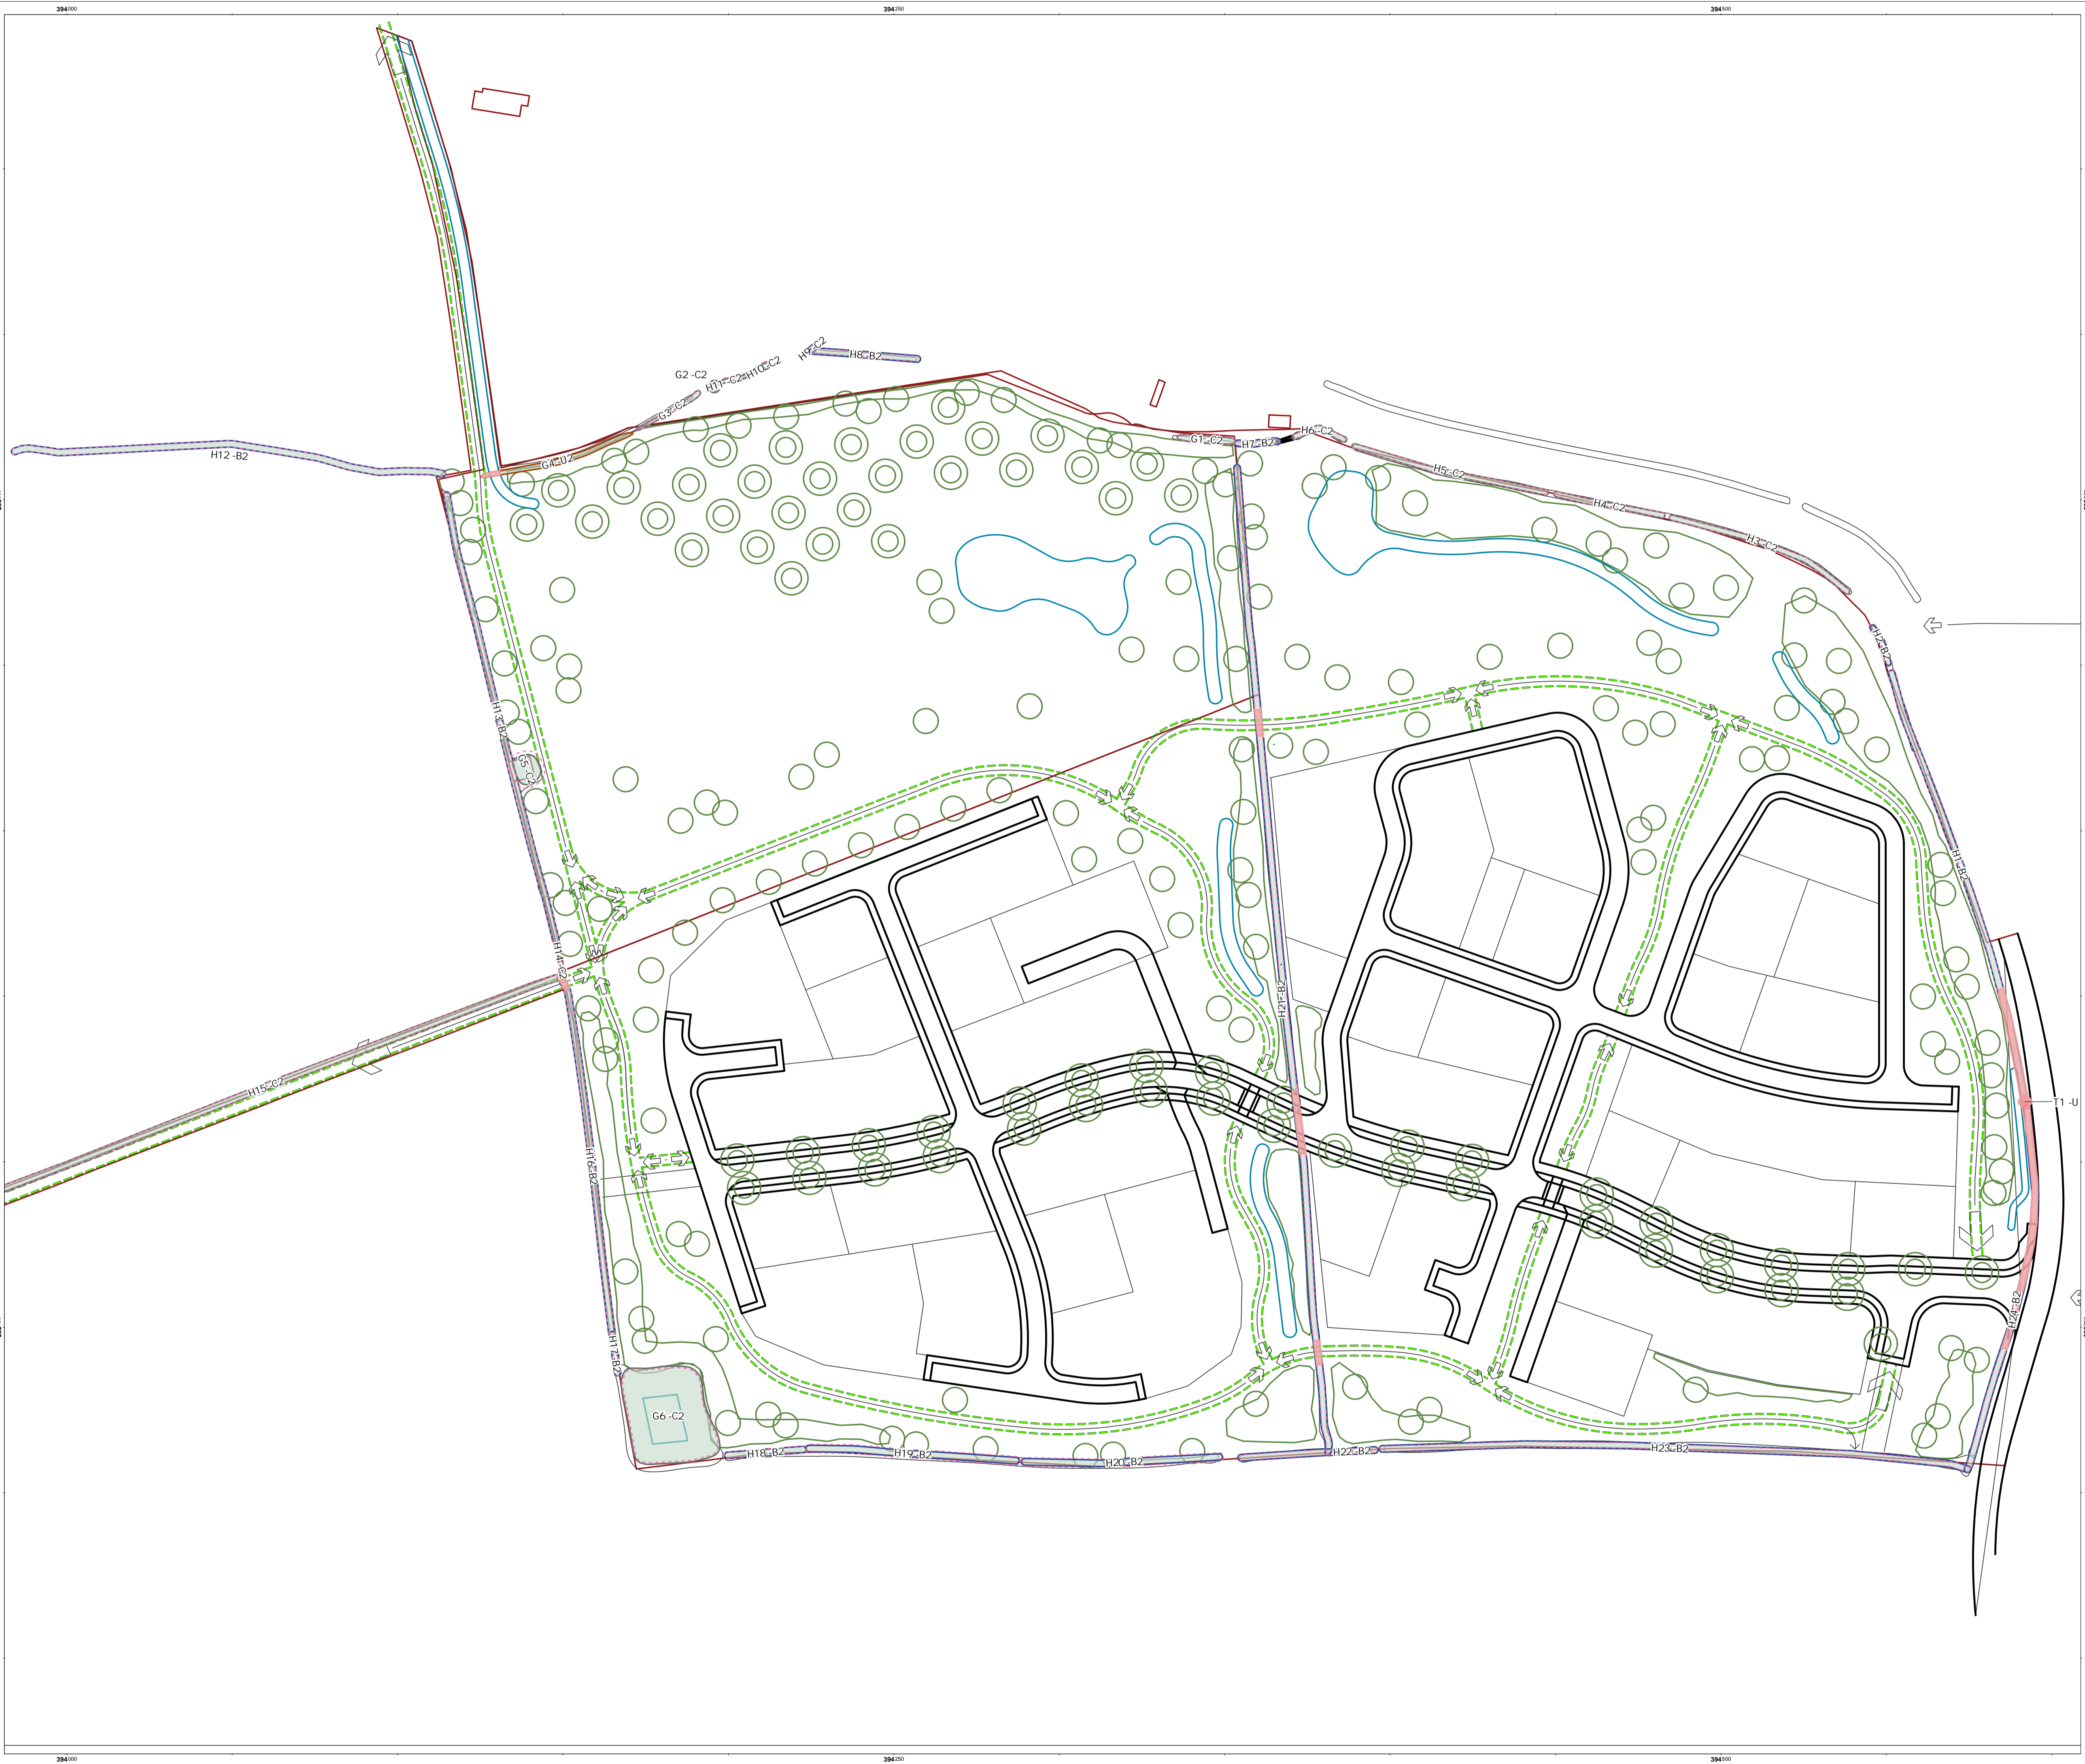 394000
394250
394500
H9 -C2
H8 -B2
G2 -C2
H11 -C2
H10 -C2
G3 -C2
H6 -C2
G1 -C2
H7 -B2
H12 -B2
G4 -U2
H5 -C2
H4 -C2
H3 -C2
H2 -B2
H13 -B2
G5 -C2
H1 -B2
H14 -C2
H21 -B2
H15 -C2
T1 -U
H16 -B2
H24 -B2
H17 -B2
G6 -C2
H18 -B2
H19 -B2
H20 -B2
H22 -B2
H23 -B2
394000
394250
394500